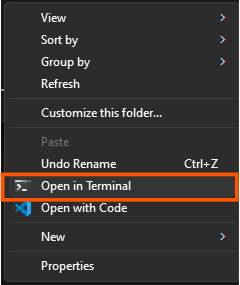 View
Sort by
Group by
Refresh
Customize this folder...
Paste
Undo Rename Ctrl+Z
Open in Terminal
Open with Code
New
Properties